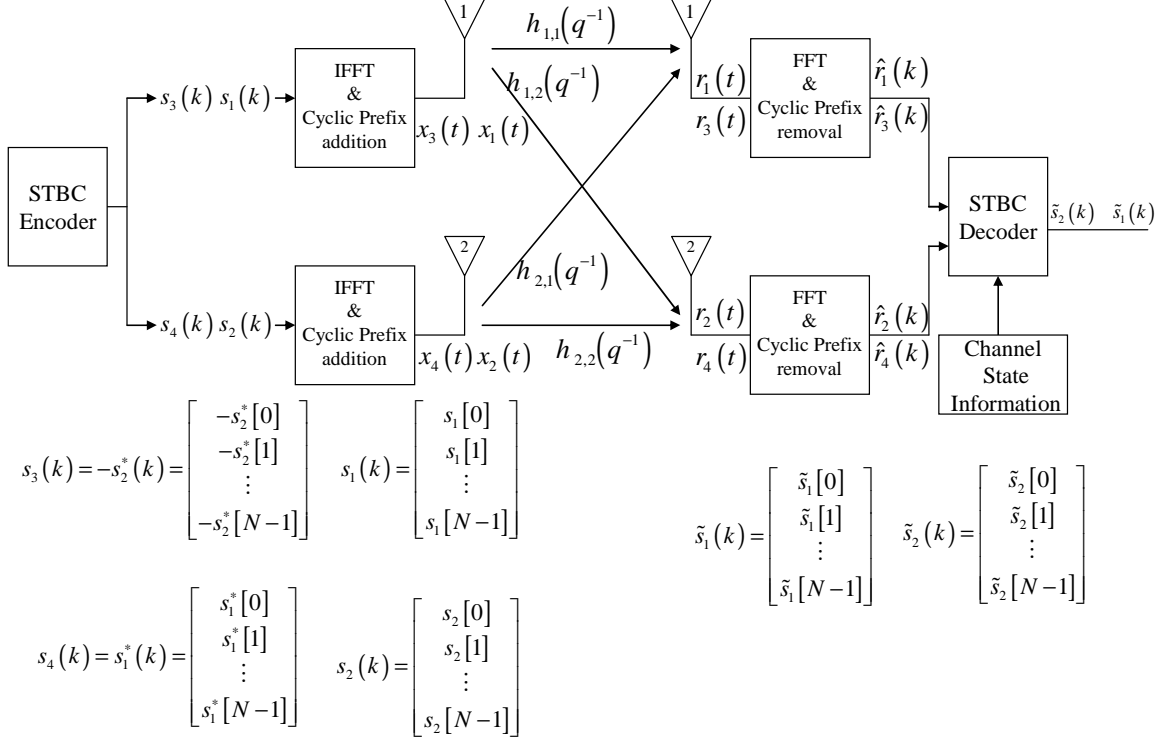 1
h_{1,1}(q^{-1})
1
IFFT
&
Cyclic Prefix
addition
s_3(k) s_1(k)
x_3(t) x_1(t)
h_{1,2}(q^{-1})
r_1(t)
r_3(t)
FFT
&
Cyclic Prefix
removal
\hat{r}_1(k)
\hat{r}_3(k)
STBC
Encoder
STBC
Decoder
\tilde{s}_2(k) \tilde{s}_1(k)
2
h_{2,1}(q^{-1})
2
IFFT
&
Cyclic Prefix
addition
s_4(k) s_2(k)
x_4(t) x_2(t)
h_{2,2}(q^{-1})
r_2(t)
r_4(t)
FFT
&
Cyclic Prefix
removal
\hat{r}_2(k)
\hat{r}_4(k)
Channel
State
Information
s_3(k) = -s_2^*(k) = [-s_2^*[0] -s_2^*[1] ⋮ -s_2^*[N-1]]
s_1(k) = [s_1[0] s_1[1] ⋮ s_1[N-1]]
\tilde{s}_1(k) = [\tilde{s}_1[0] \tilde{s}_1[1] ⋮ \tilde{s}_1[N-1]]
\tilde{s}_2(k) = [\tilde{s}_2[0] \tilde{s}_2[1] ⋮ \tilde{s}_2[N-1]]
s_4(k) = s_1^*(k) = [s_1^*[0] s_1^*[1] ⋮ s_1^*[N-1]]
s_2(k) = [s_2[0] s_2[1] ⋮ s_2[N-1]]